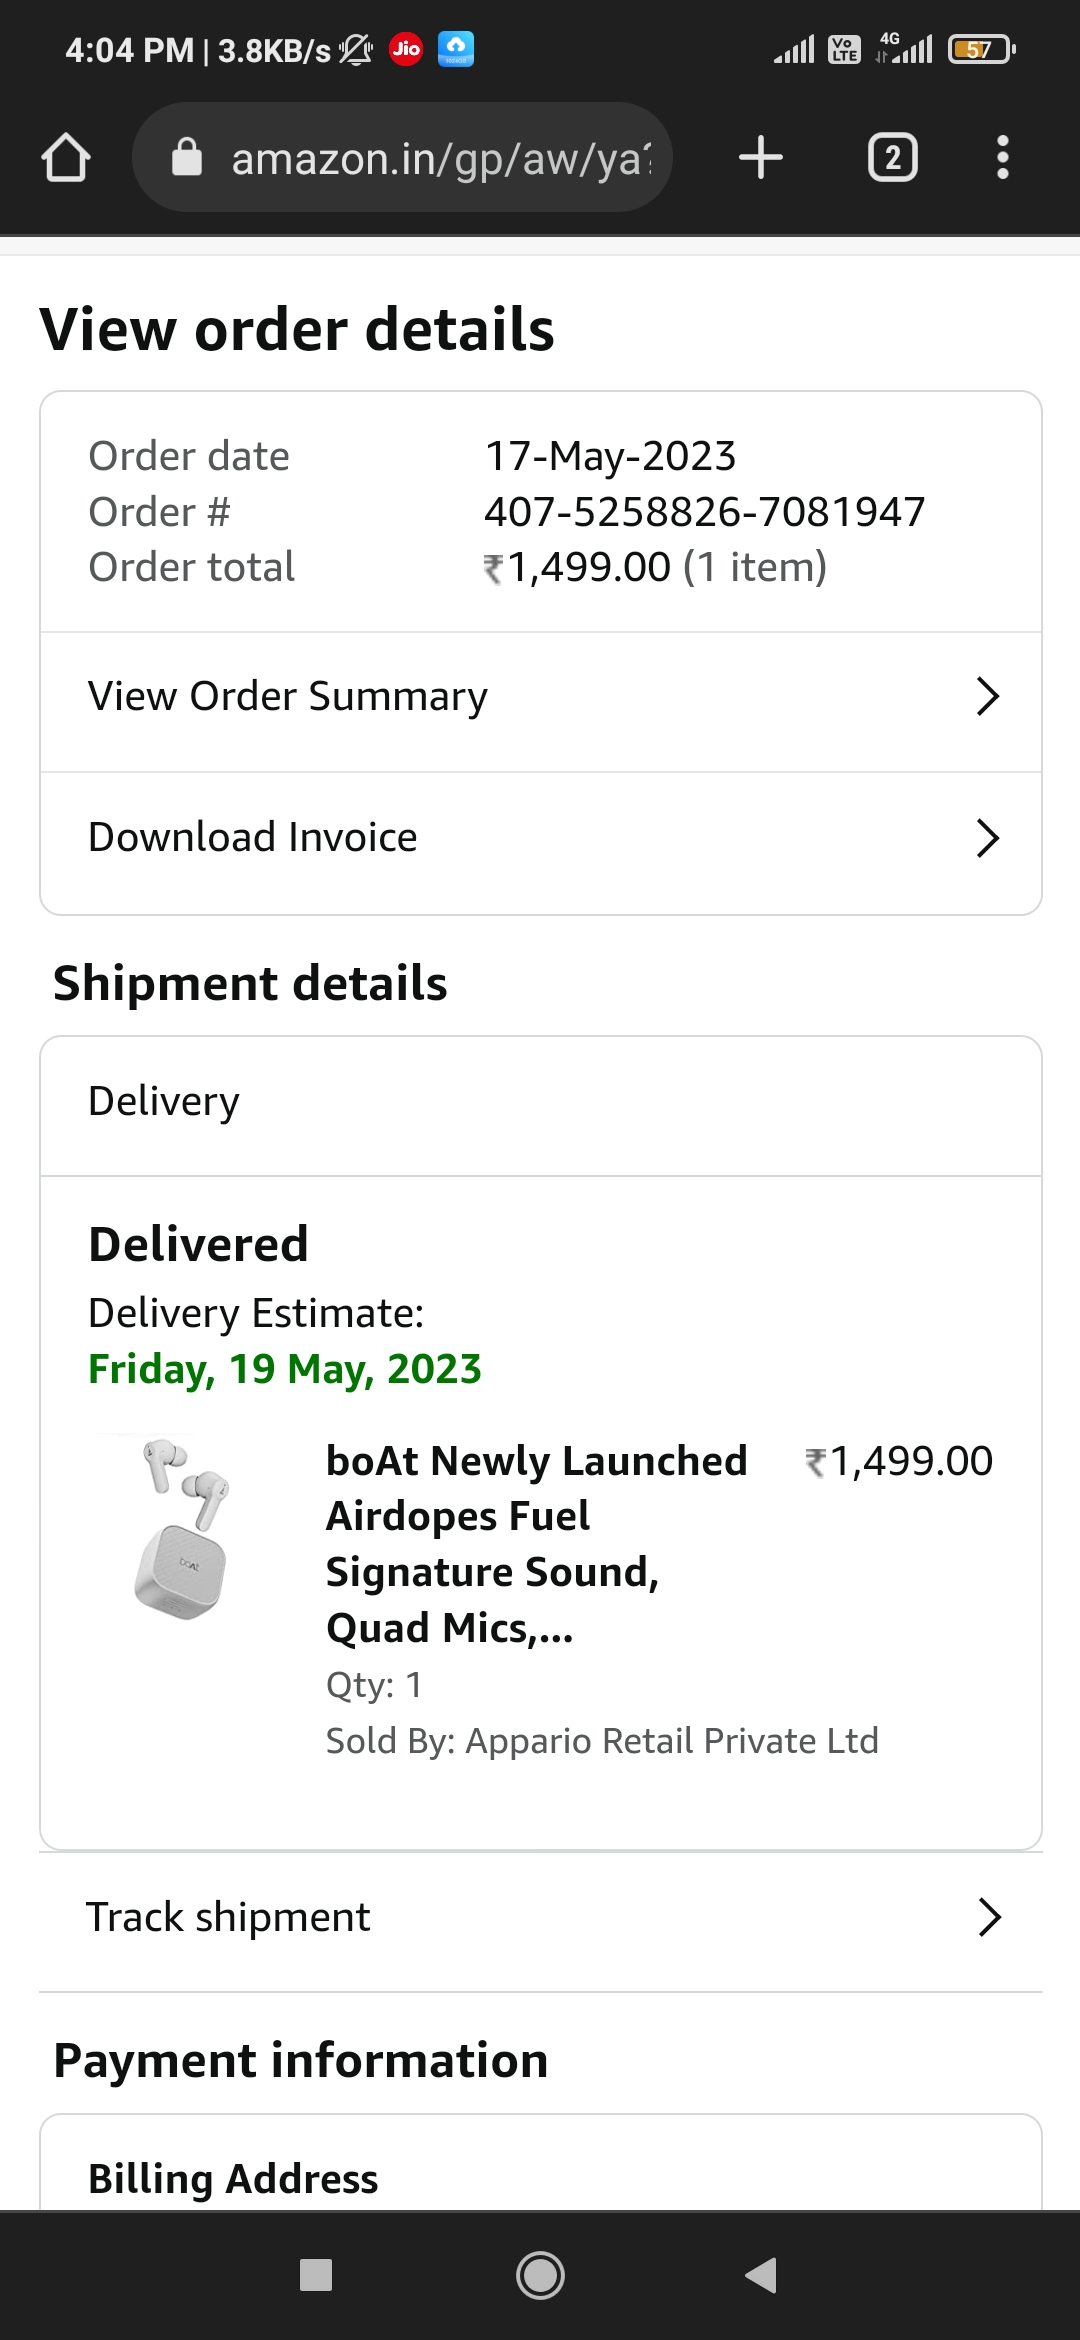 4:04 PM | 3.8KB/s Jio Vo LTE 4G 57
amazon.in/gp/aw/ya? 2
View order details
Order date 17-May-2023
Order # 407-5258826-7081947
Order total ₹1,499.00 (1 item)
View Order Summary
Download Invoice
Shipment details
Delivery
Delivered
Delivery Estimate:
Friday, 19 May, 2023
boAt Newly Launched ₹1,499.00
Airdopes Fuel
Signature Sound,
Quad Mics,...
boAt
Qty: 1
Sold By: Appario Retail Private Ltd
Track shipment
Payment information
Billing Address